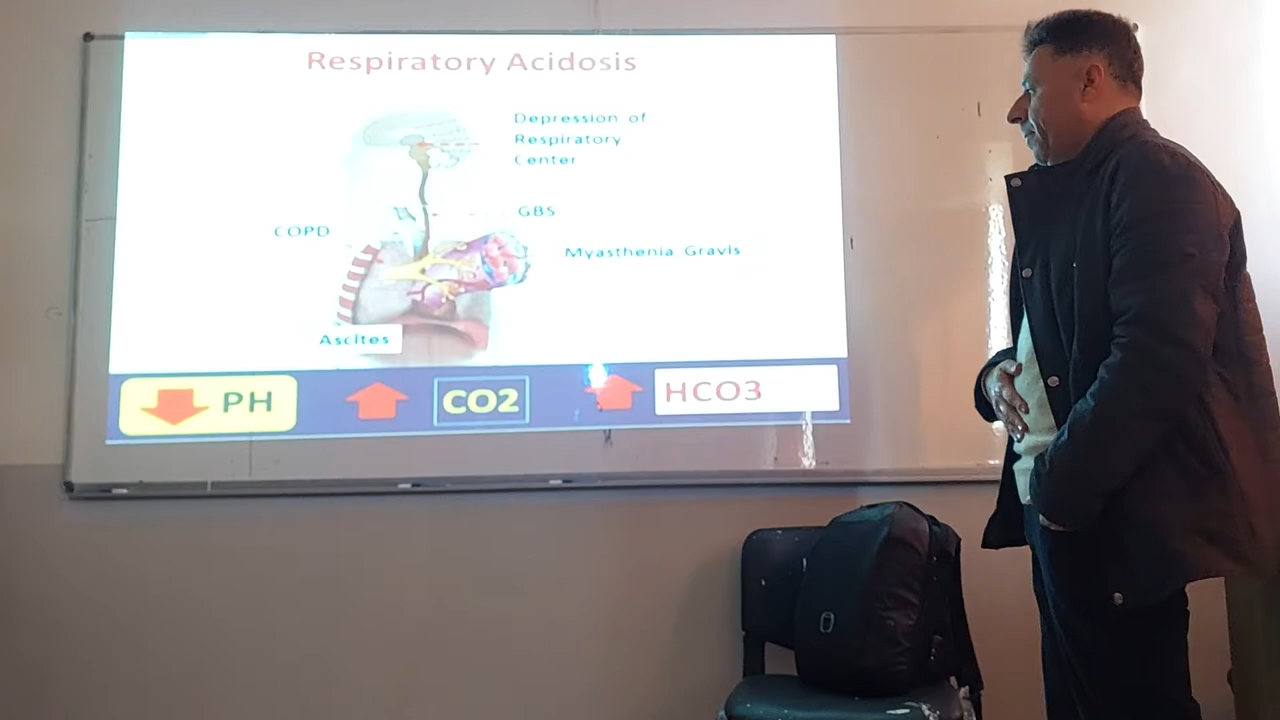 Respiratory Acidosis
Depression of
Respiratory
Center
GBS
COPD
Myasthenia Gravis
Ascites
PH
CO2
HCO3